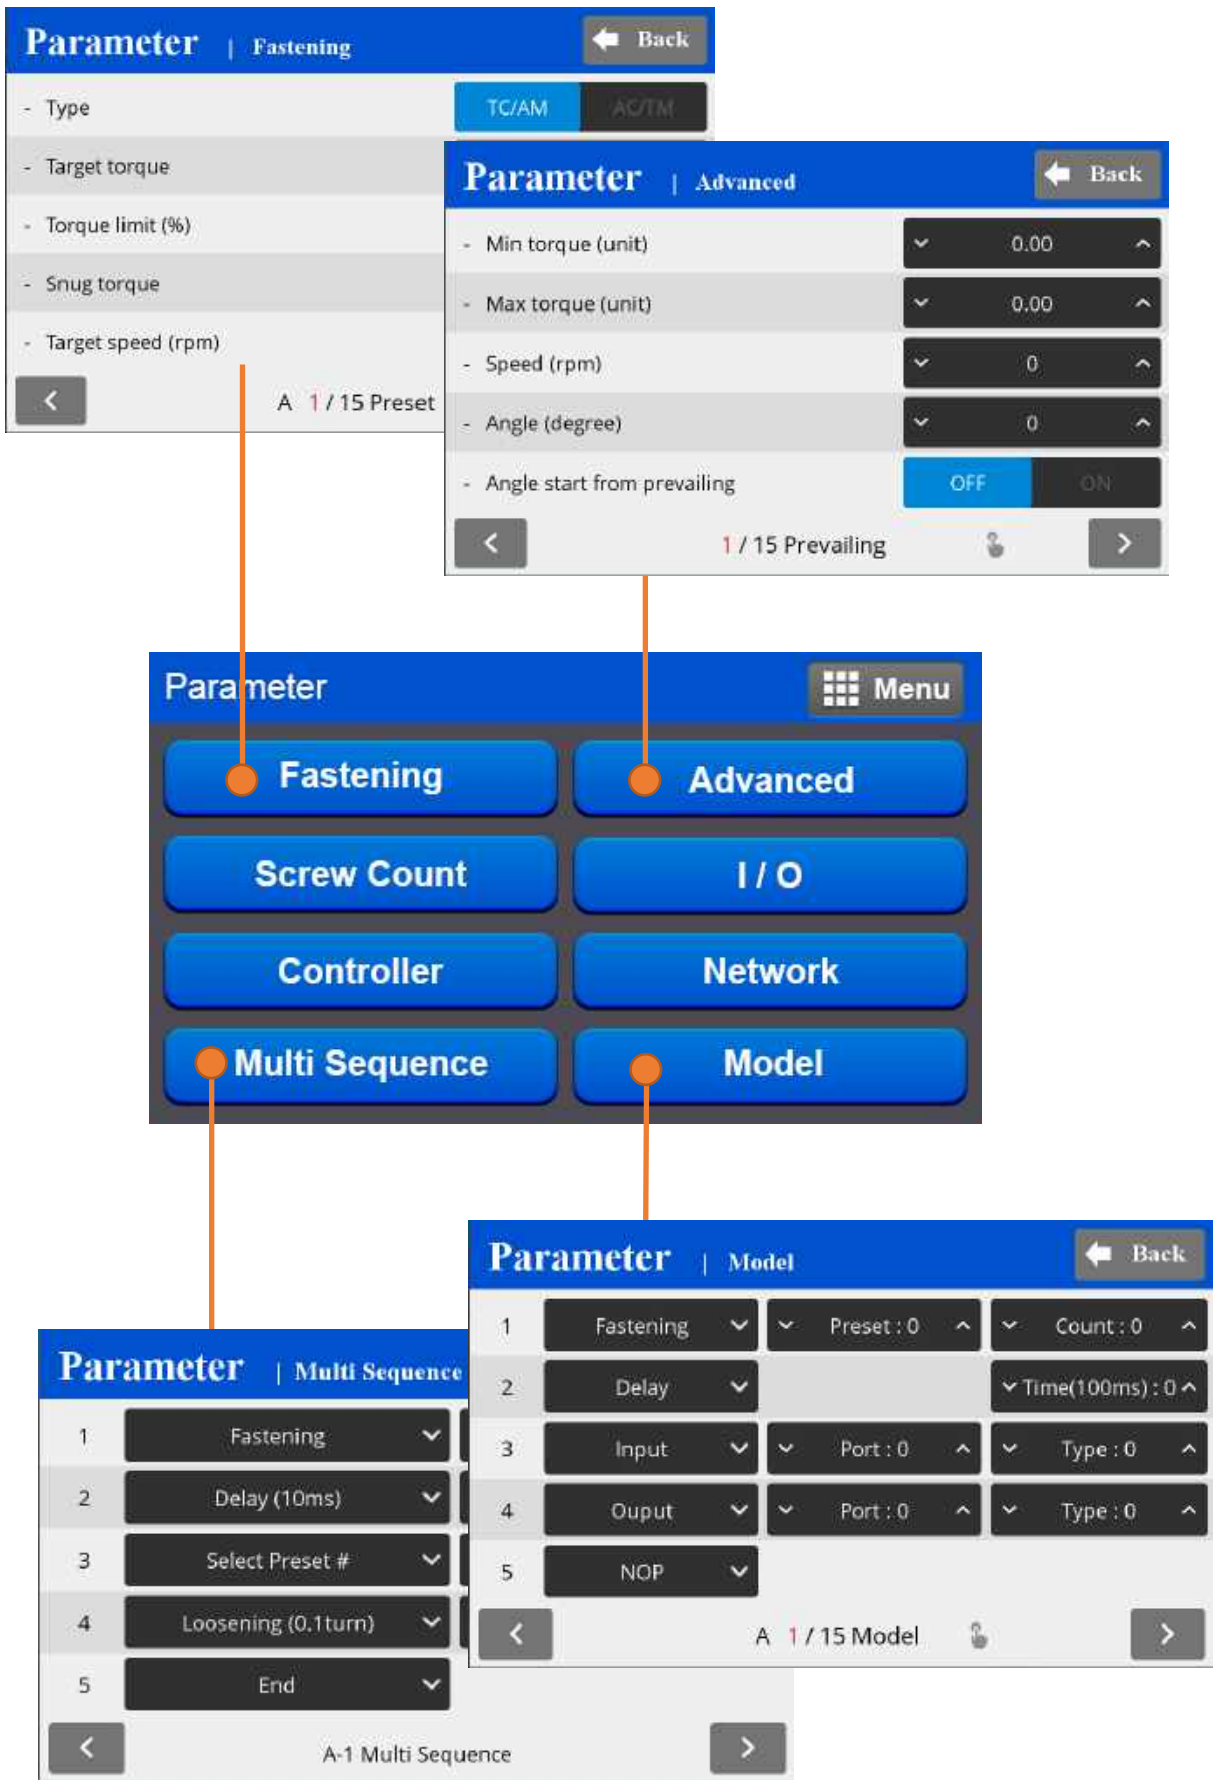 Parameter | Fastening Back
- Type TC/AM AC/TM
- Target torque
- Torque limit (%)
- Snug torque
- Target speed (rpm)
A 1 / 15 Preset
Parameter | Advanced Back
- Min torque (unit) 0.00
- Max torque (unit) 0.00
- Speed (rpm) 0
- Angle (degree) 0
- Angle start from prevailing OFF ON
1 / 15 Prevailing
Parameter Menu
Fastening Advanced
Screw Count I / O
Controller Network
Multi Sequence Model
Parameter | Model Back
1 Fastening Preset : 0 Count : 0
2 Delay Time(100ms) : 0
3 Input Port : 0 Type : 0
4 Ouput Port : 0 Type : 0
5 NOP
A 1 / 15 Model
Parameter | Multi Sequence
1 Fastening
2 Delay (10ms)
3 Select Preset #
4 Loosening (0.1turn)
5 End
A-1 Multi Sequence